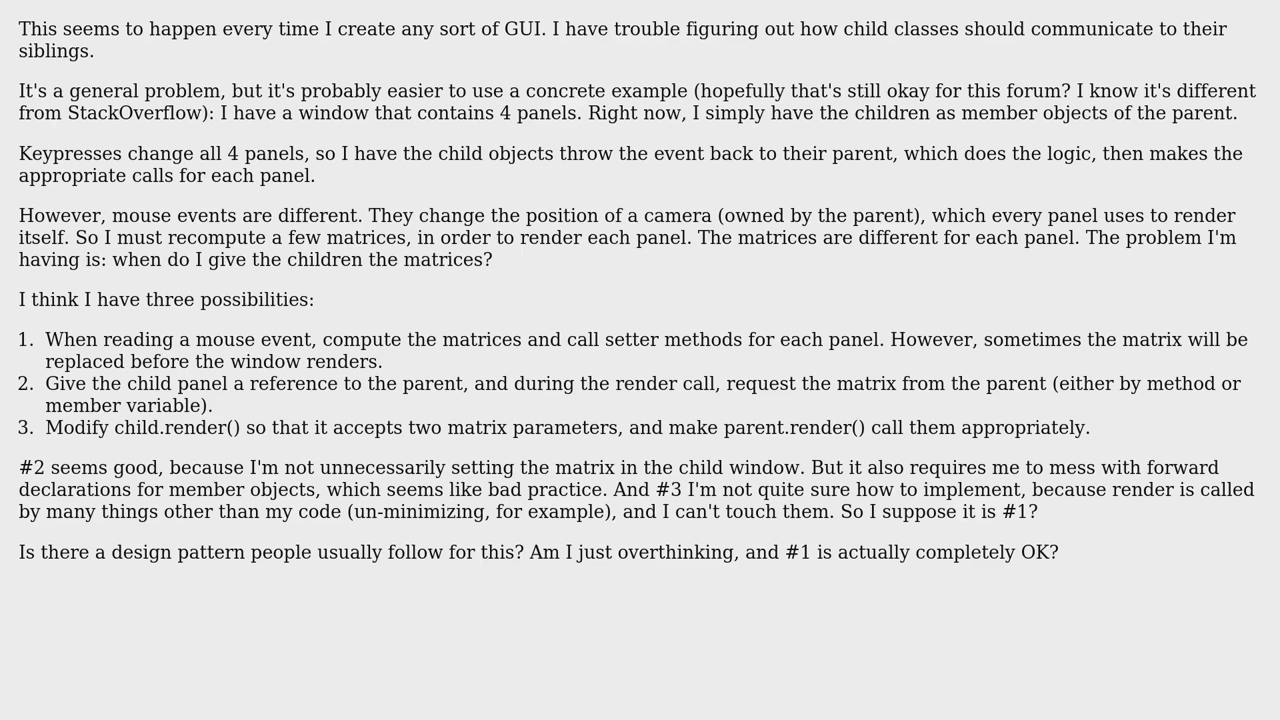 This seems to happen every time I create any sort of GUI. I have trouble figuring out how child classes should communicate to their
siblings.
It's a general problem, but it's probably easier to use a concrete example (hopefully that's still okay for this forum? I know it's different
from StackOverflow): I have a window that contains 4 panels. Right now, I simply have the children as member objects of the parent.
Keypresses change all 4 panels, so I have the child objects throw the event back to their parent, which does the logic, then makes the
appropriate calls for each panel.
However, mouse events are different. They change the position of a camera (owned by the parent), which every panel uses to render
itself. So I must recompute a few matrices, in order to render each panel. The matrices are different for each panel. The problem I'm
having is: when do I give the children the matrices?
I think I have three possibilities:
1. When reading a mouse event, compute the matrices and call setter methods for each panel. However, sometimes the matrix will be
replaced before the window renders.
2. Give the child panel a reference to the parent, and during the render call, request the matrix from the parent (either by method or
member variable).
3. Modify child.render() so that it accepts two matrix parameters, and make parent.render() call them appropriately.
#2 seems good, because I'm not unnecessarily setting the matrix in the child window. But it also requires me to mess with forward
declarations for member objects, which seems like bad practice. And #3 I'm not quite sure how to implement, because render is called
by many things other than my code (un-minimizing, for example), and I can't touch them. So I suppose it is #1?
Is there a design pattern people usually follow for this? Am I just overthinking, and #1 is actually completely OK?